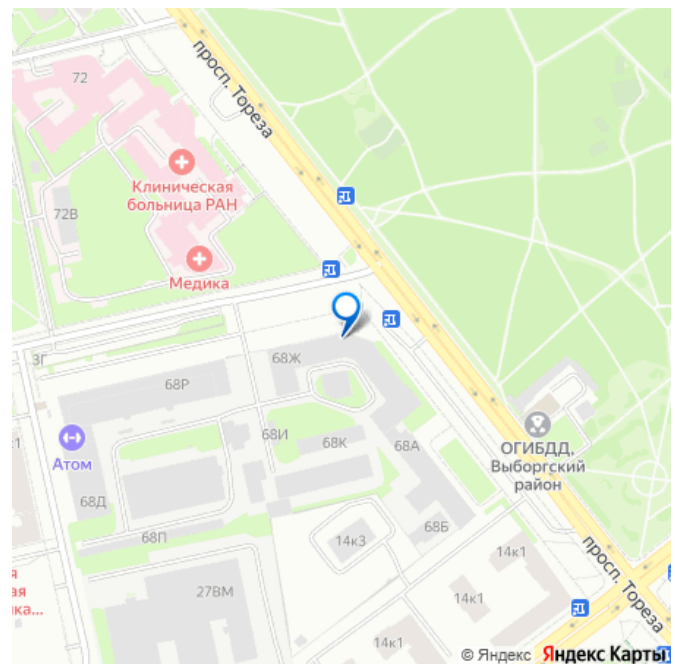 72
просп. Тореза
Клиническая
больница РАН
72В
Медика
3Г
68Ж
68Р
Атом
68И
68К
68А
68Д
68П
68Б
ОГИБДД,
Выборгский
район
14к3
14к1
просп. Тореза
27ВМ
14к1
14к1
© Яндекс Яндекс Карты